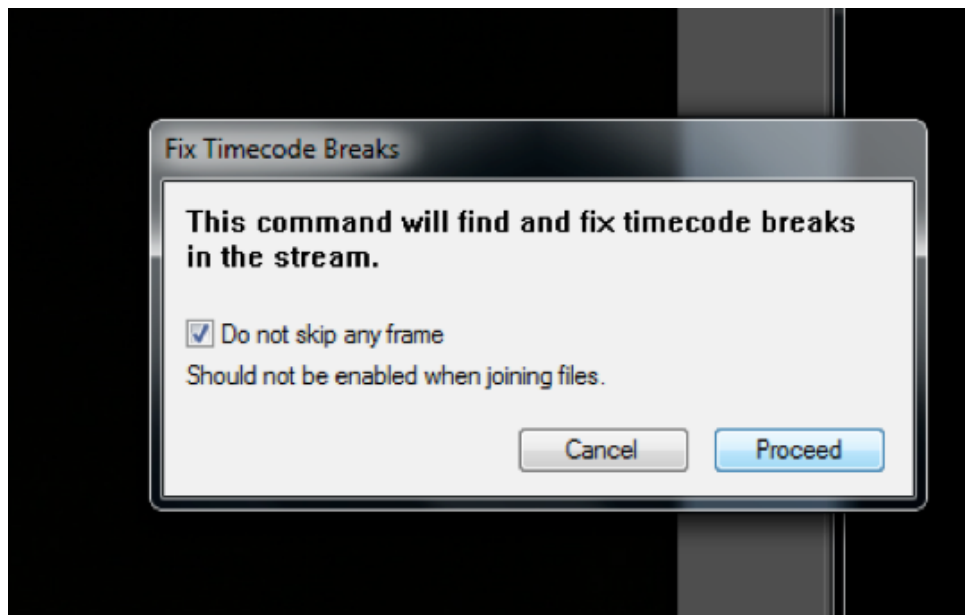 Fix Timecode Breaks
This command will find and fix timecode breaks
in the stream.
Do not skip any frame
Should not be enabled when joining files.
Cancel
Proceed